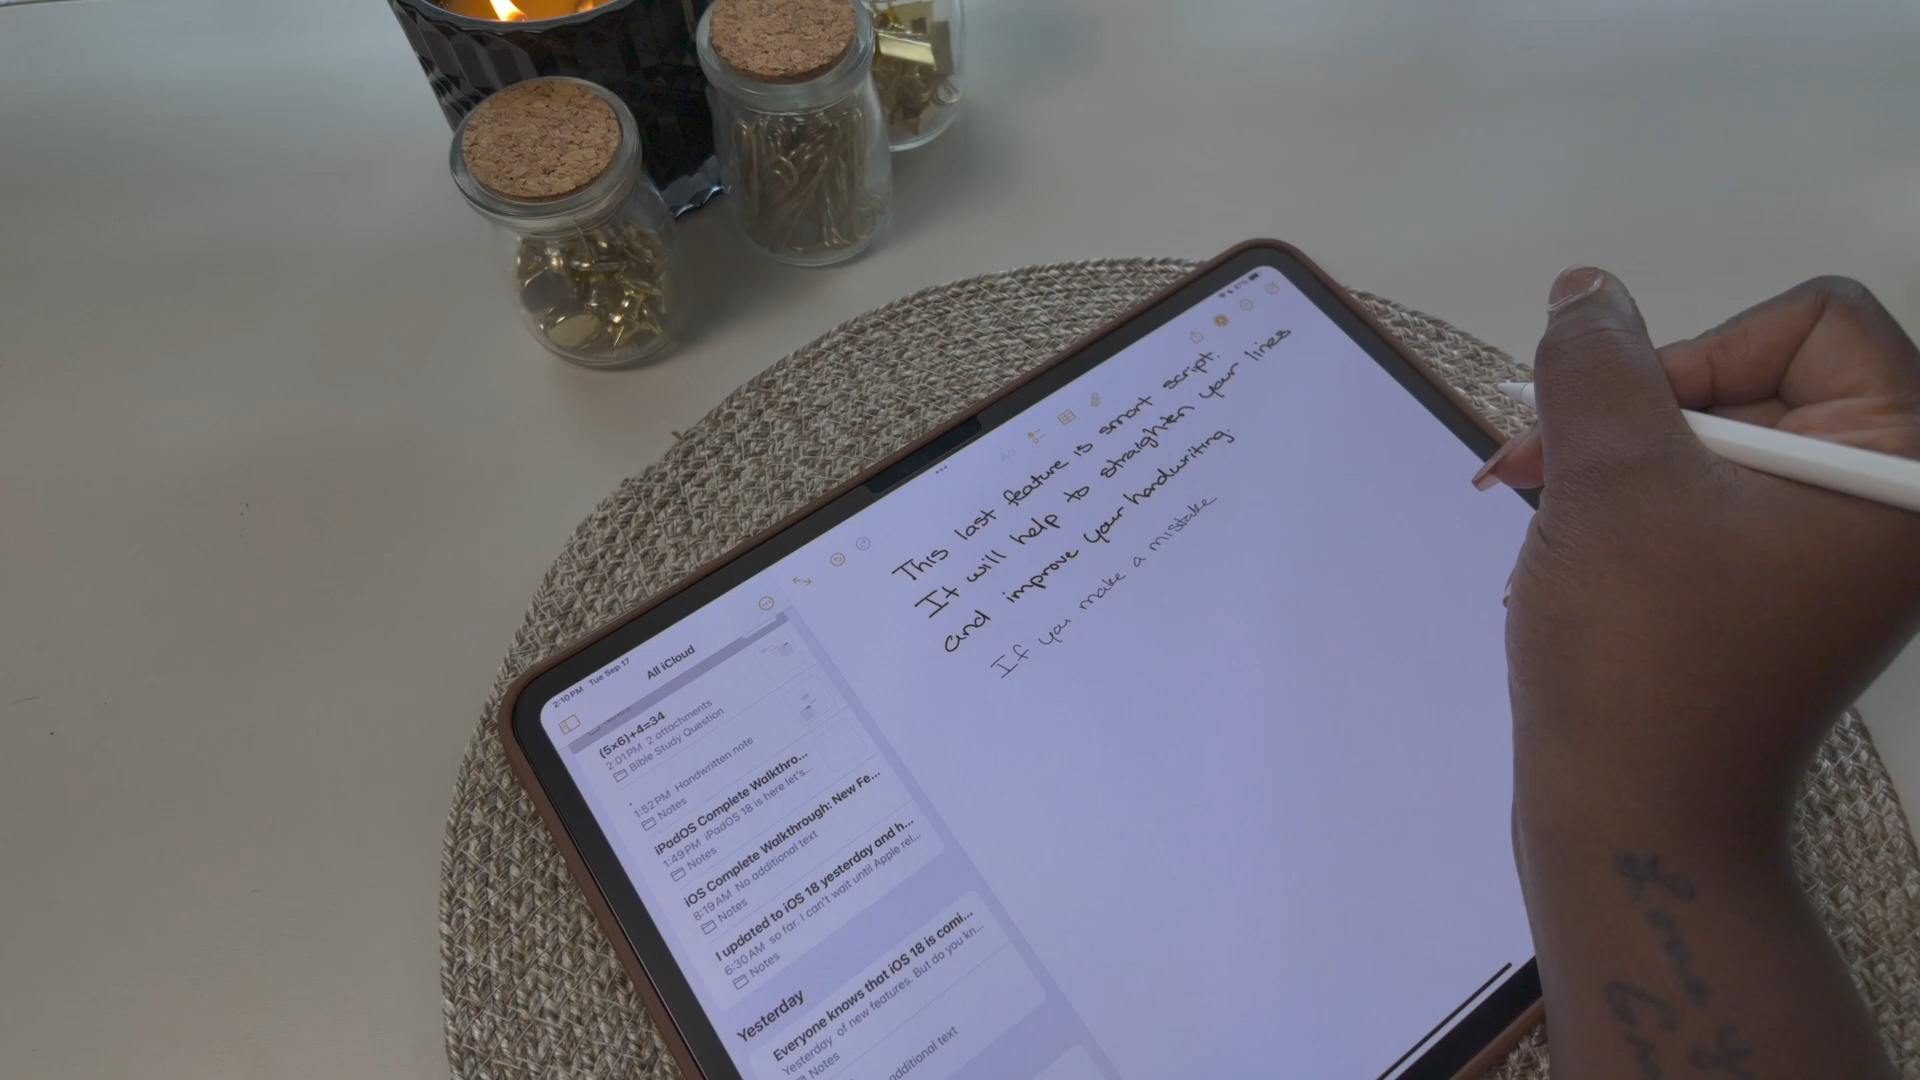 2:10 PM Tue Sep 17
87%
All iCloud
(5x6)+4=34
2:01 PM 2 attachments
Bible Study Question
.
1:52 PM Handwritten note
Notes
iPadOS Complete Walkthro...
1:49 PM iPadOS 18 is here let's...
Notes
iOS Complete Walkthrough: New Fe...
8:19 AM No additional text
Notes
I updated to iOS 18 yesterday and h...
6:30 AM so far. I can't wait until Apple rel...
Notes
Yesterday
Everyone knows that iOS 18 is comi...
Yesterday of new features. But do you kn...
Notes
additional text
Aa
This last feature is smart script.
It will help to straighten your lines
and improve your handwriting.
If you make a mistake